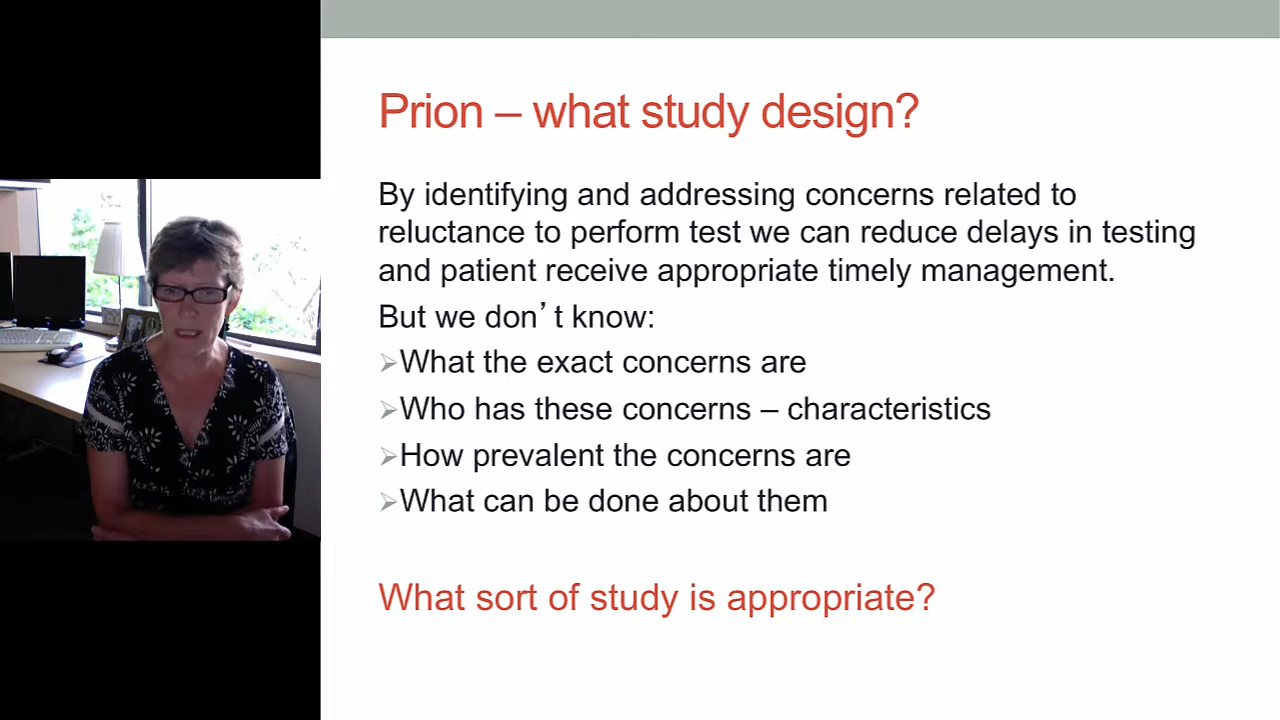 Prion – what study design?
By identifying and addressing concerns related to
reluctance to perform test we can reduce delays in testing
and patient receive appropriate timely management.
But we don’t know:
➢What the exact concerns are
➢Who has these concerns – characteristics
➢How prevalent the concerns are
➢What can be done about them
What sort of study is appropriate?